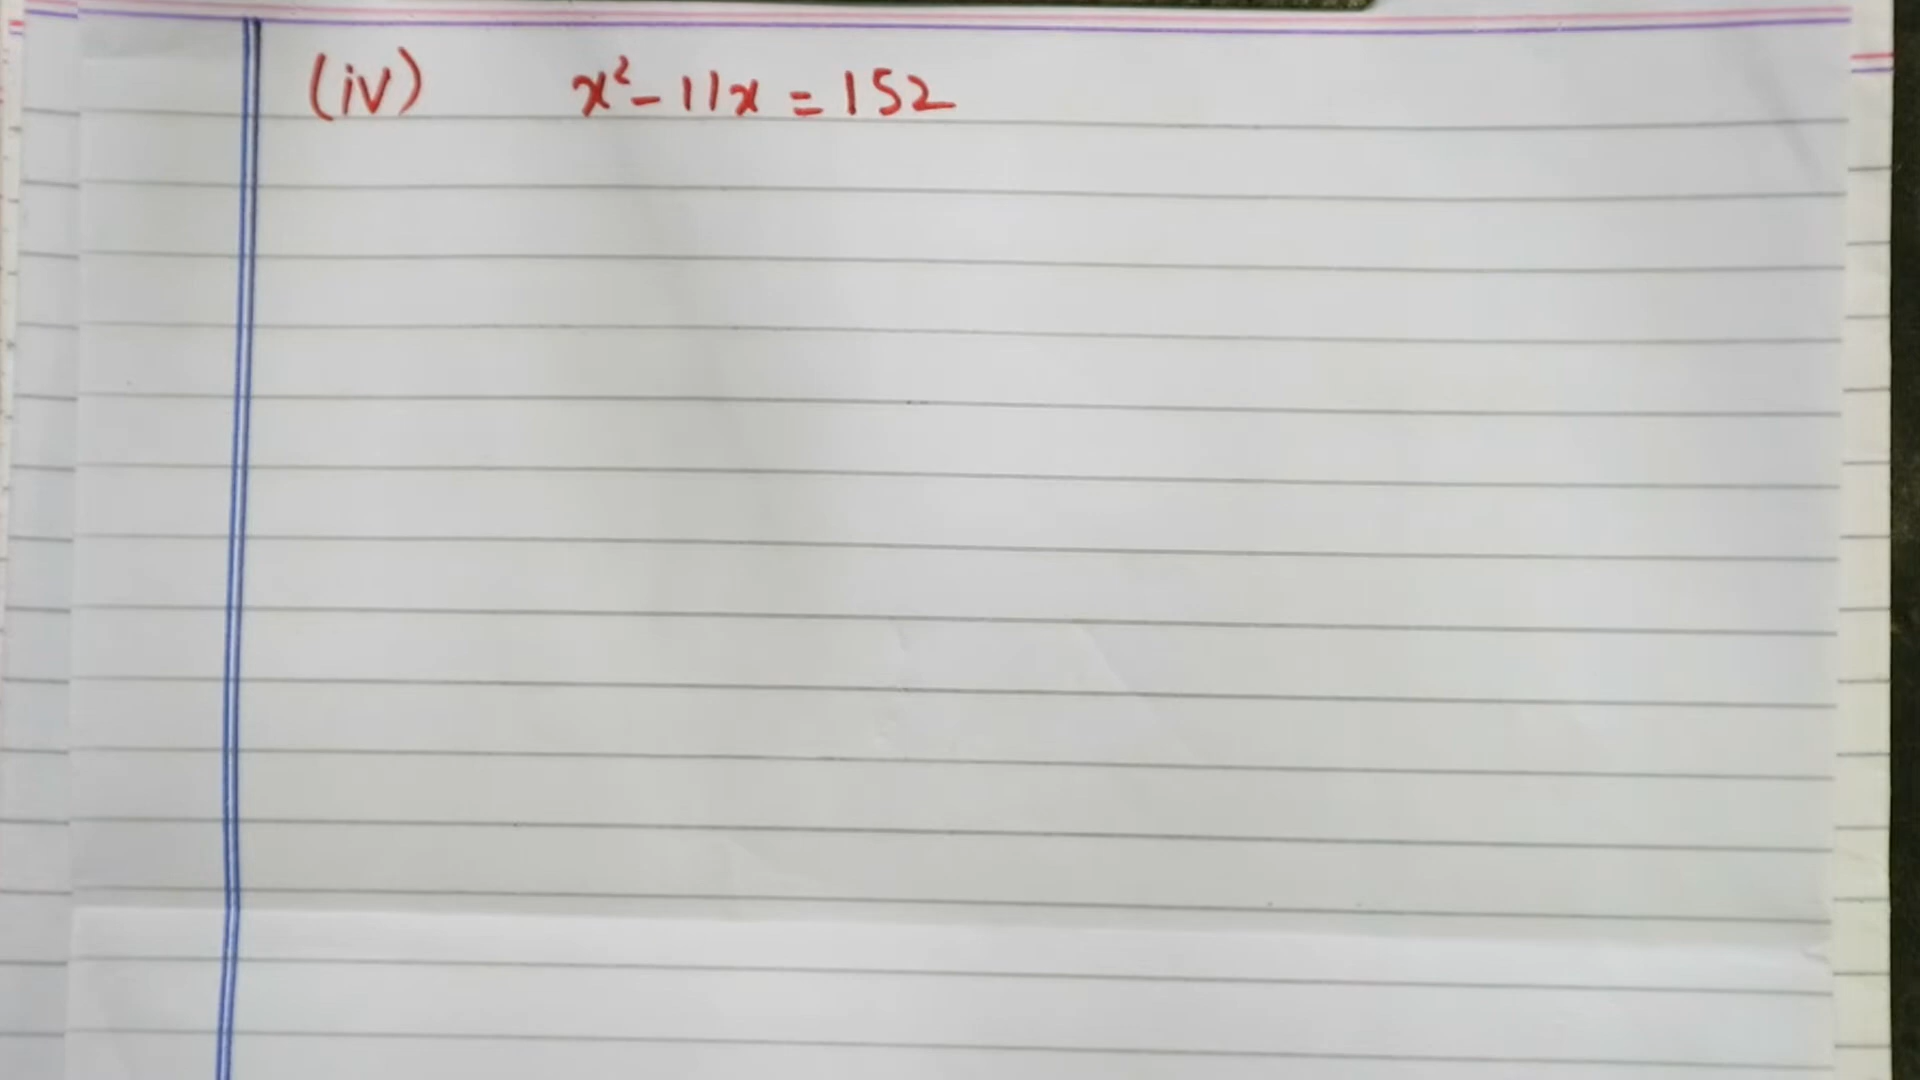 (iv) x² - 11x = 152